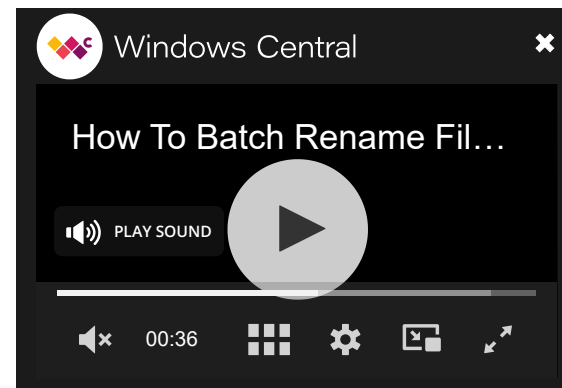 Windows Central
How To Batch Rename Fil…
PLAY SOUND
00:36